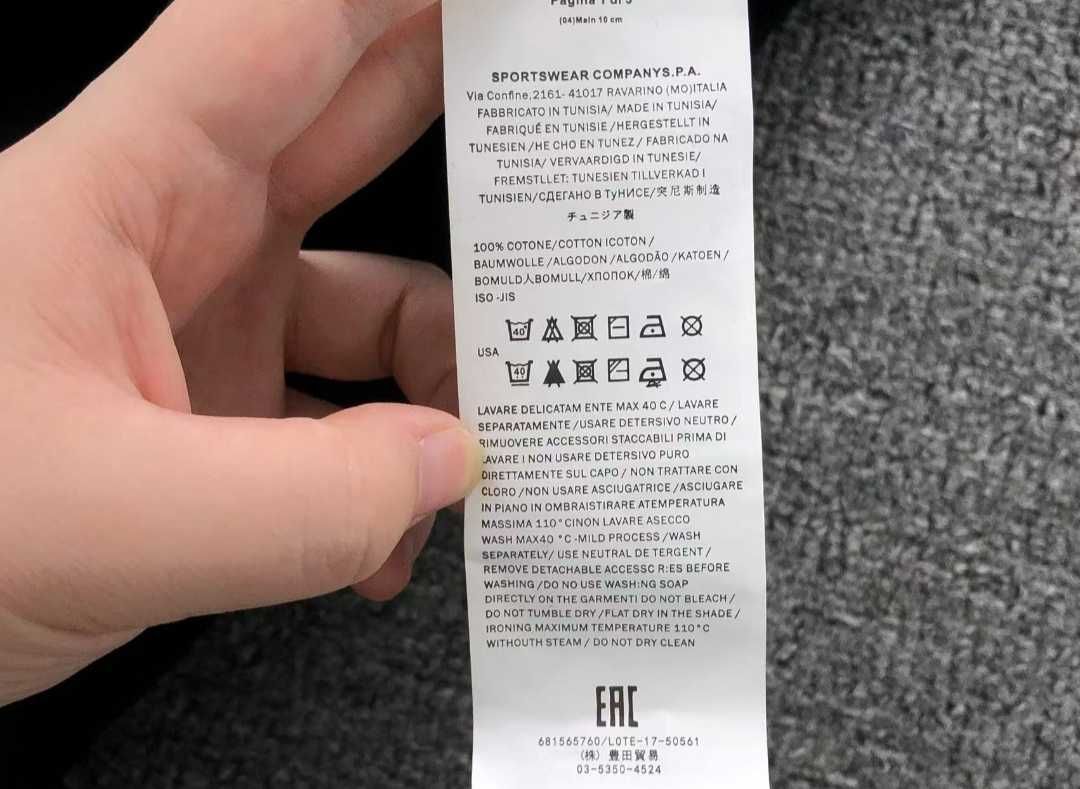 Pagina 1 di 5
(04)Main 10 cm
SPORTSWEAR COMPANYS.P.A.
Via Confine,2161- 41017 RAVARINO (MO)ITALIA
FABBRICATO IN TUNISIA/ MADE IN TUNISIA/
FABRIQUÉ EN TUNISIE /HERGESTELLT IN
TUNESIEN /HE CHO EN TUNEZ / FABRICADO NA
TUNISIA/ VERVAARDIGD IN TUNESIE/
FREMSTLLET: TUNESIEN TILLVERKAD I
TUNISIEN/СДЕГАНО В ТуНИСЕ/突尼斯制造
チュニジア製
100% COTONE/COTTON ICOTON /
BAUMWOLLE /ALGODON /ALGODÃO /KATOEN /
BOMULD人BOMULL/ХПОПОК/棉/绵
ISO -JIS
40°
USA
40
LAVARE DELICATAM ENTE MAX 40 C / LAVARE
SEPARATAMENTE /USARE DETERSIVO NEUTRO /
RIMUOVERE ACCESSORI STACCABILI PRIMA DI
LAVARE I NON USARE DETERSIVO PURO
DIRETTAMENTE SUL CAPO / NON TRATTARE CON
CLORO /NON USARE ASCIUGATRICE /ASCIUGARE
IN PIANO IN OMBRAISTIRARE ATEMPERATURA
MASSIMA 110°CINON LAVARE ASECCO
WASH MAX40 °C -MILD PROCESS /WASH
SEPARATELY/ USE NEUTRAL DE TERGENT /
REMOVE DETACHABLE ACCESSC R:ES BEFORE
WASHING /DO NO USE WASH:NG SOAP
DIRECTLY ON THE GARMENTI DO NOT BLEACH /
DO NOT TUMBLE DRY /FLAT DRY IN THE SHADE /
IRONING MAXIMUM TEMPERATURE 110°C
WITHOUTH STEAM / DO NOT DRY CLEAN
EAC
681565760/LOTE-17-50561
(株) 豊田貿易
03-5350-4524